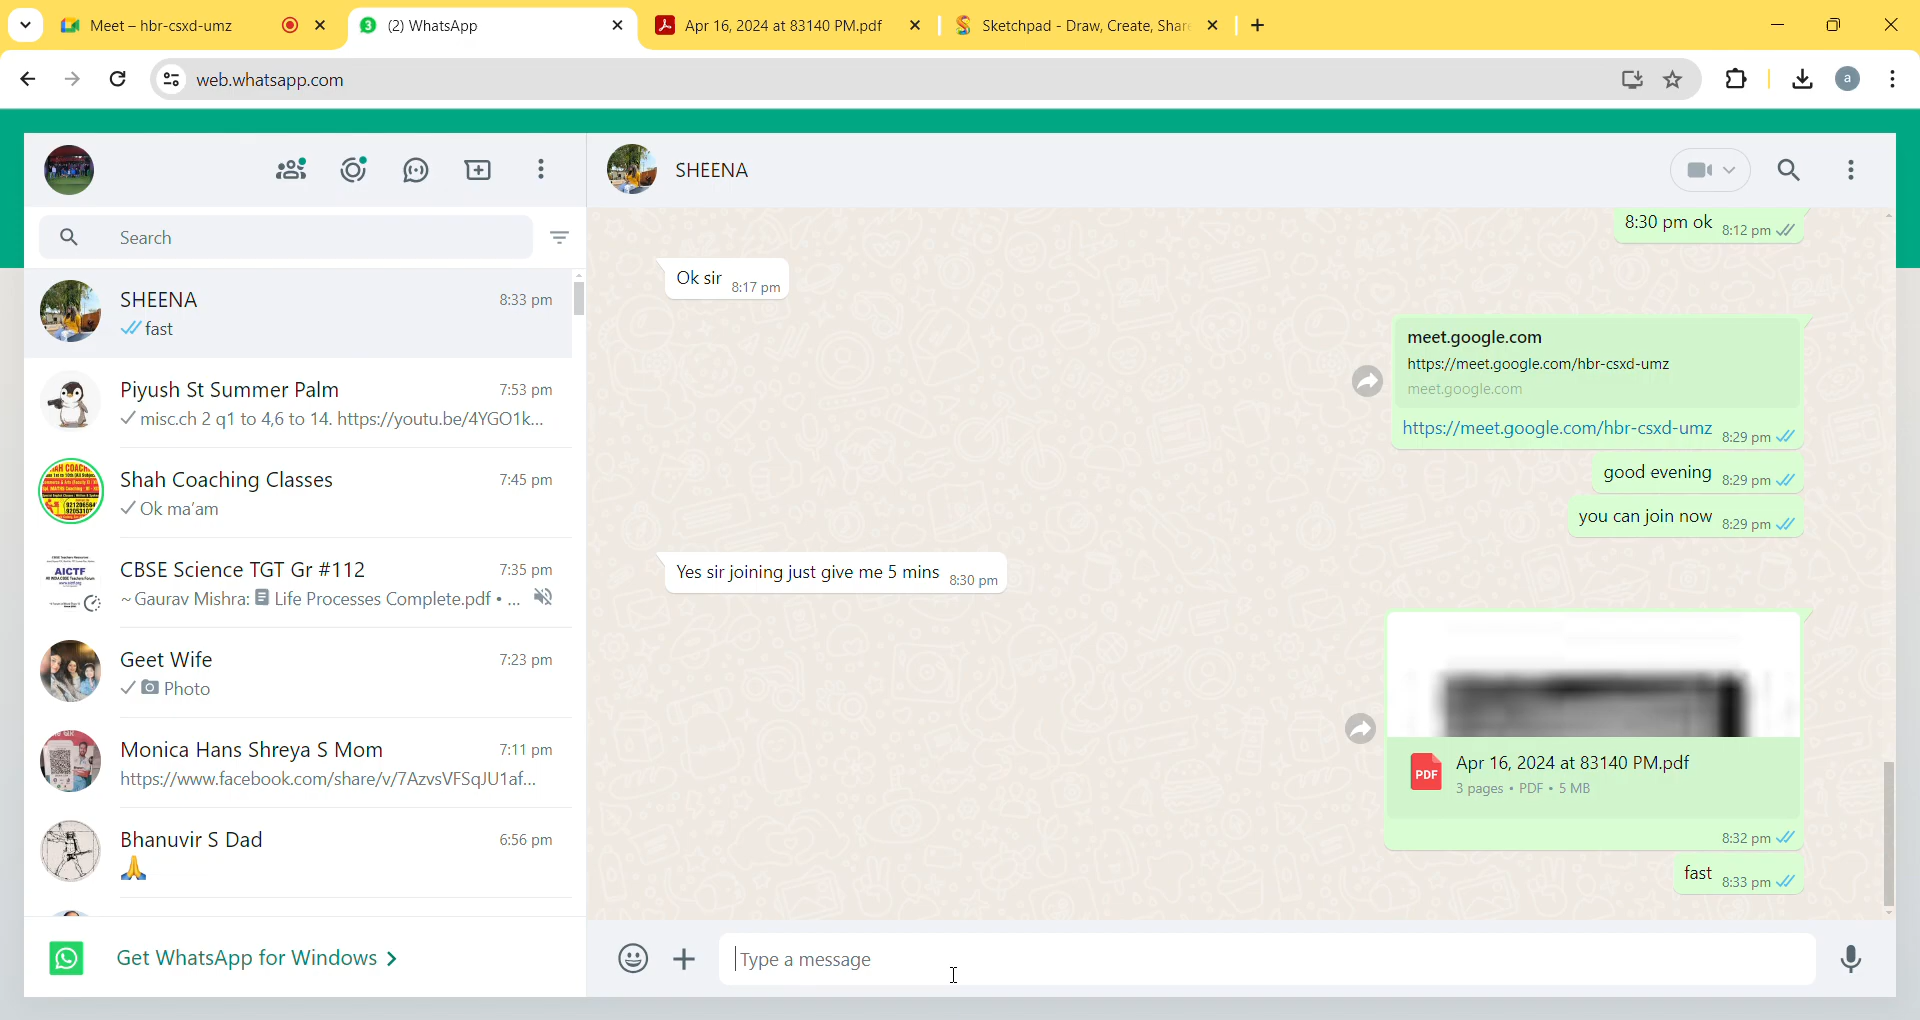 Meet – hbr-csxd-umz
(2) WhatsApp
Apr 16, 2024 at 83140 PM.pdf
Sketchpad - Draw, Create, Share
web.whatsapp.com
a
SHEENA
Search
SHEENA 8:33 pm
fast
Piyush St Summer Palm 7:53 pm
misc.ch 2 q1 to 4,6 to 14. https://youtu.be/4YGO1k...
Shah Coaching Classes 7:45 pm
Ok ma'am
AICTF
CBSE Science TGT Gr #112 7:35 pm
~ Gaurav Mishra: Life Processes Complete.pdf • ...
Geet Wife 7:23 pm
Photo
Monica Hans Shreya S Mom 7:11 pm
https://www.facebook.com/share/v/7AzvsVFSqJU1af...
Bhanuvir S Dad 6:56 pm
🙏
Get WhatsApp for Windows >
8:30 pm ok 8:12 pm
Ok sir 8:17 pm
meet.google.com
https://meet.google.com/hbr-csxd-umz
meet.google.com
https://meet.google.com/hbr-csxd-umz 8:29 pm
good evening 8:29 pm
you can join now 8:29 pm
Yes sir joining just give me 5 mins 8:30 pm
PDF
Apr 16, 2024 at 83140 PM.pdf
3 pages • PDF • 5 MB
8:32 pm
fast 8:33 pm
Type a message